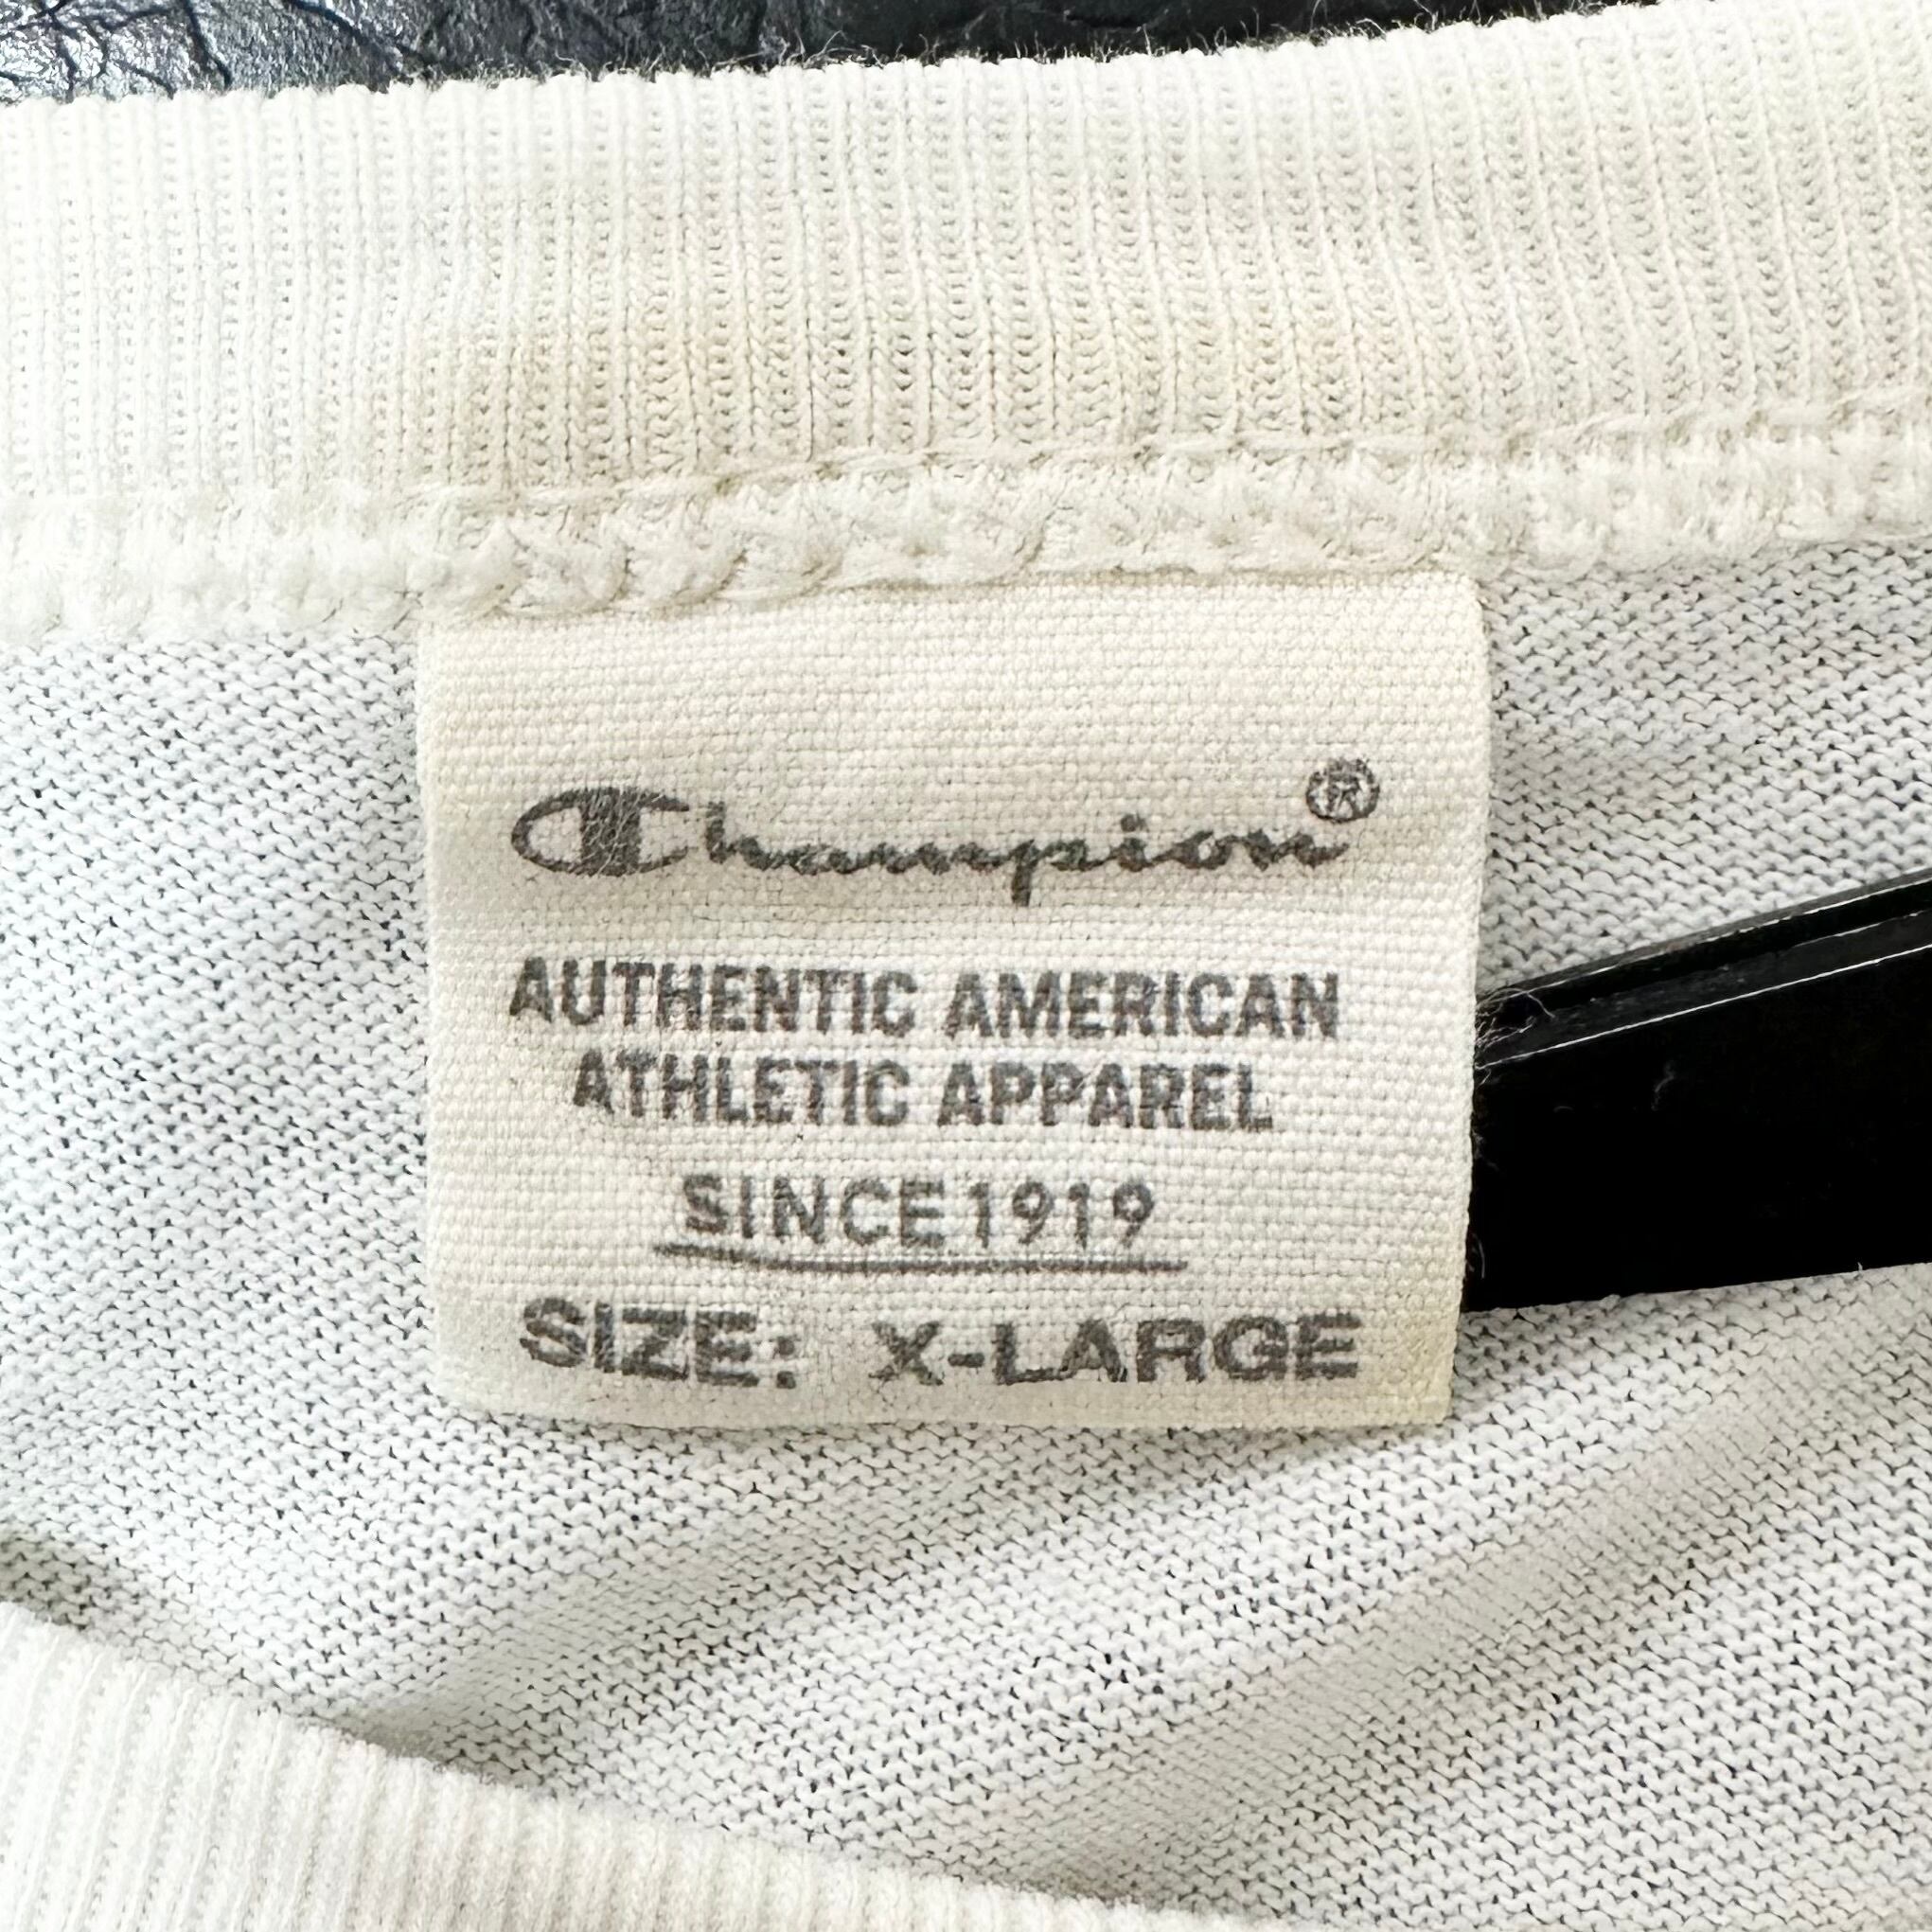 Champion®
AUTHENTIC AMERICAN
ATHLETIC APPAREL
SINCE 1919
SIZE: X-LARGE